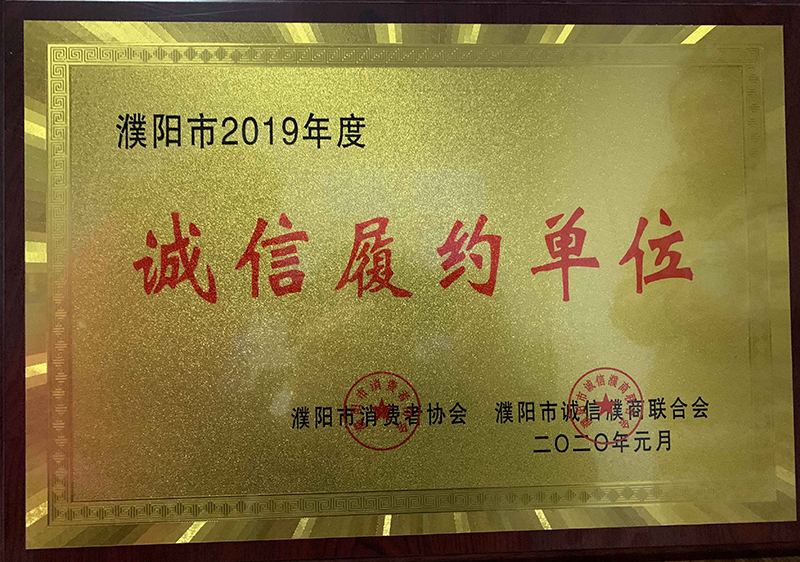 濮阳市2019年度
诚信履约单位
濮阳市消费者协会 濮阳市诚信濮商联合会
二〇二〇年元月